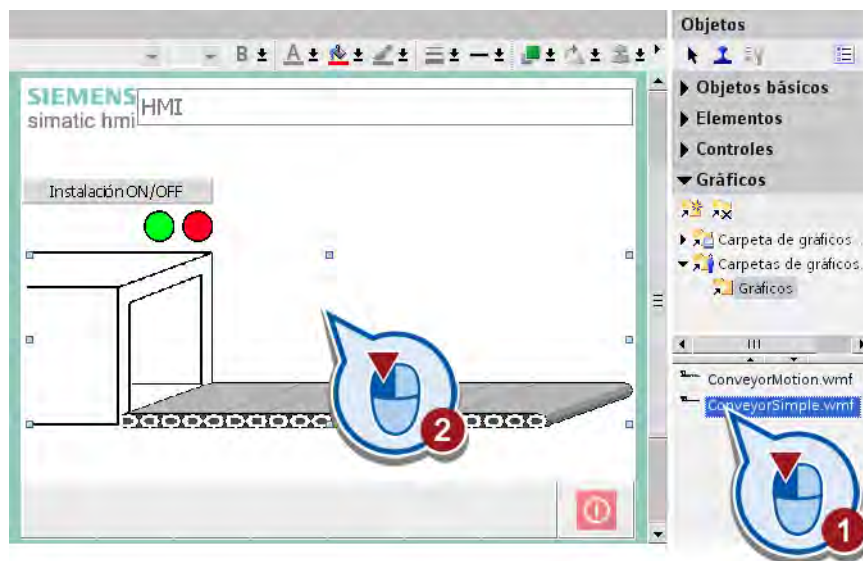 Objetos
B A
Objetos básicos
Elementos
Controles
Gráficos
Carpeta de gráficos...
Carpetas de gráficos.
Gráficos
ConveyorMotion.wmf
ConveyorSimple.wmf
SIEMENS
simatic hmi
HMI
Instalación ON/OFF
2
1